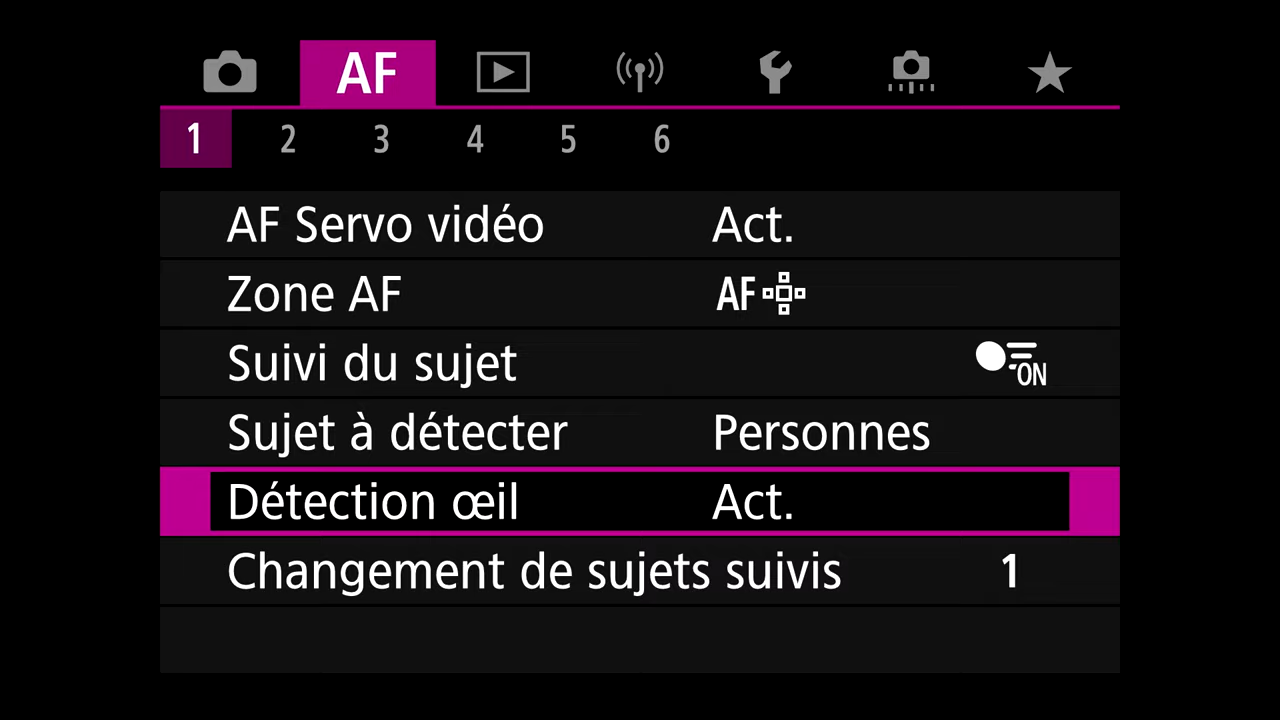 AF
1 2 3 4 5 6
AF Servo vidéo Act.
Zone AF AF
Suivi du sujet ON
Sujet à détecter Personnes
Détection œil Act.
Changement de sujets suivis 1